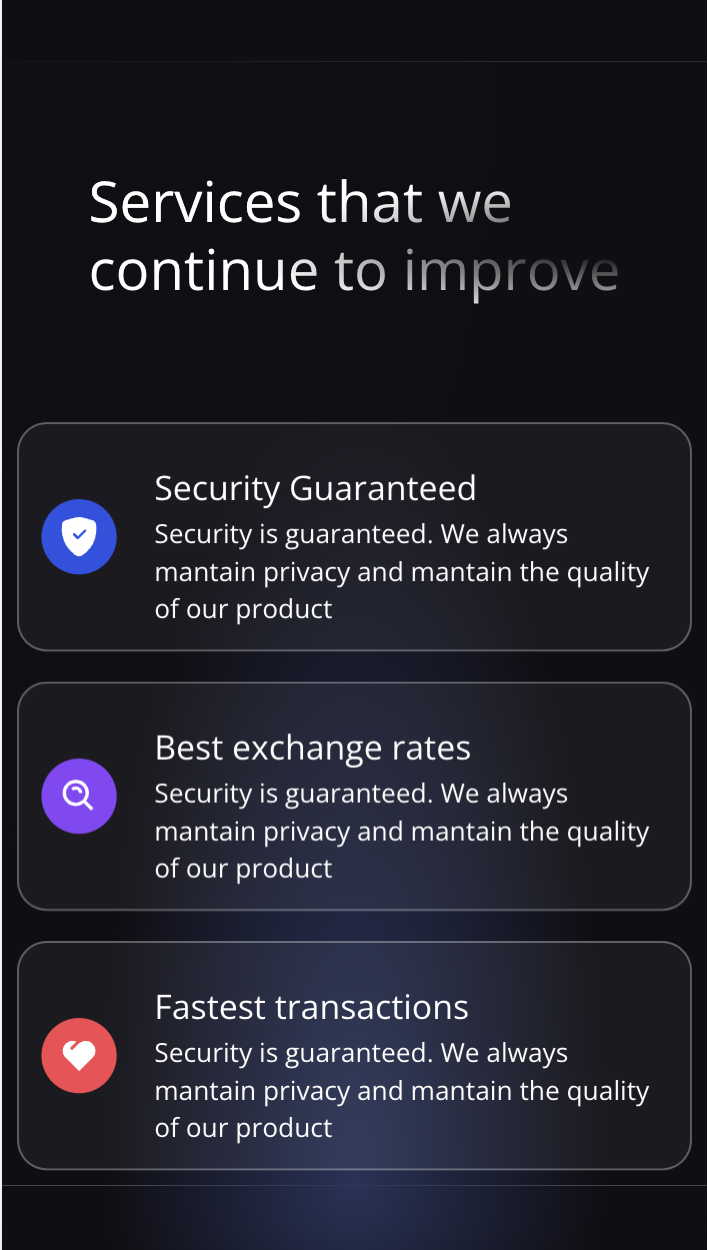 Services that we
continue to improve
Security Guaranteed
Security is guaranteed. We always
mantain privacy and mantain the quality
of our product
Best exchange rates
Security is guaranteed. We always
mantain privacy and mantain the quality
of our product
Fastest transactions
Security is guaranteed. We always
mantain privacy and mantain the quality
of our product